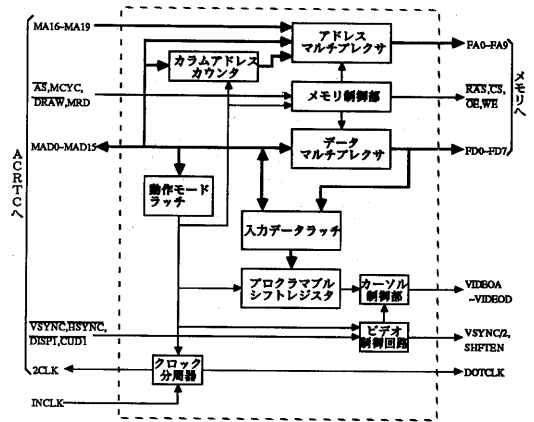 MA16~MA19
アドレス
マルチプレクサ
FA0~FA9
カラムアドレス
カウンタ
AS,MCYC,
DRAW,MRD
メモリ制御部
RAS,CS,
OE,WE
メモリへ
MAD0~MAD15
データ
マルチプレクサ
FD0~FD7
ACRTCへ
動作モード
ラッチ
入力データラッチ
プロクラマブル
シフトレジスタ
カーソル
制御部
VIDEOA
~VIDEOD
VSYNC,HSYNC,
DISP1,CUD1
ビデオ
制御回路
VSYNC/2,
SHFTEN
2CLK
クロック
分周器
DOTCLK
INCLK